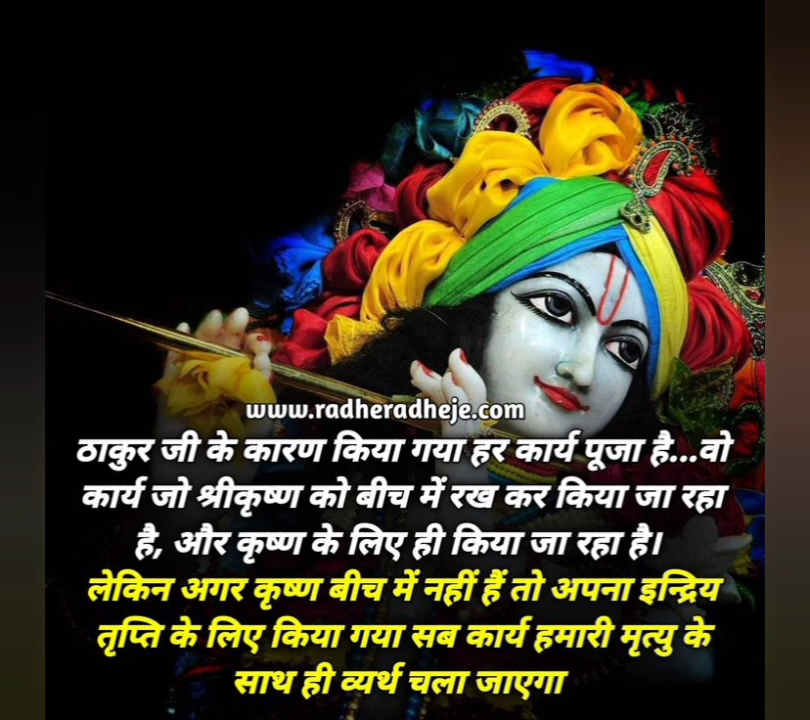 www.radheradheje.com
ठाकुर जी के कारण किया गया हर कार्य पूजा है...वो
कार्य जो श्रीकृष्ण को बीच में रख कर किया जा रहा
है, और कृष्ण के लिए ही किया जा रहा है।
लेकिन अगर कृष्ण बीच में नहीं हैं तो अपना इन्द्रिय
तृप्ति के लिए किया गया सब कार्य हमारी मृत्यु के
साथ ही व्यर्थ चला जाएगा